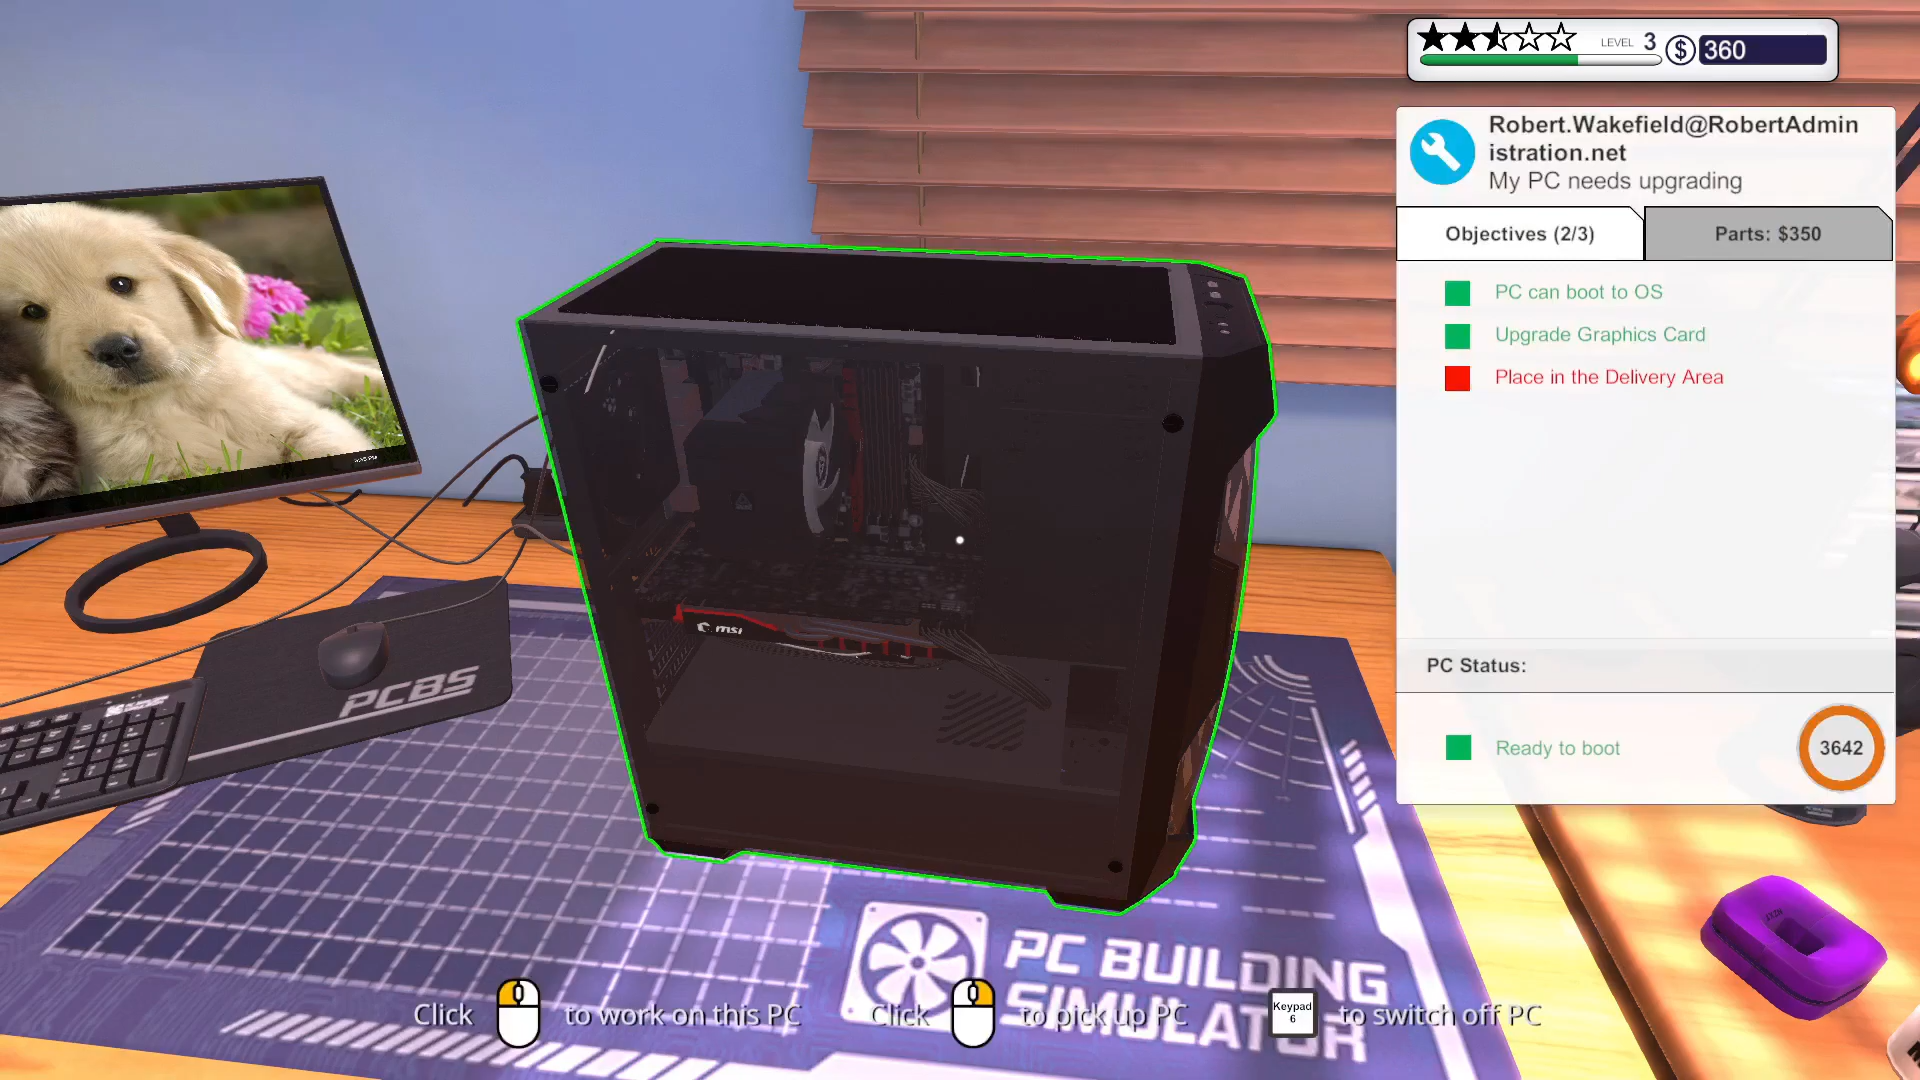 LEVEL 3 $ 360
Robert.Wakefield@RobertAdmin
istration.net
My PC needs upgrading
Objectives (2/3)
Parts: $350
PC can boot to OS
Upgrade Graphics Card
Place in the Delivery Area
PC Status:
Ready to boot
3642
msi
PCBS
PC BUILDING
SIMULATOR
Click to work on this PC
Click to pick up PC
Keypad
6
to switch off PC